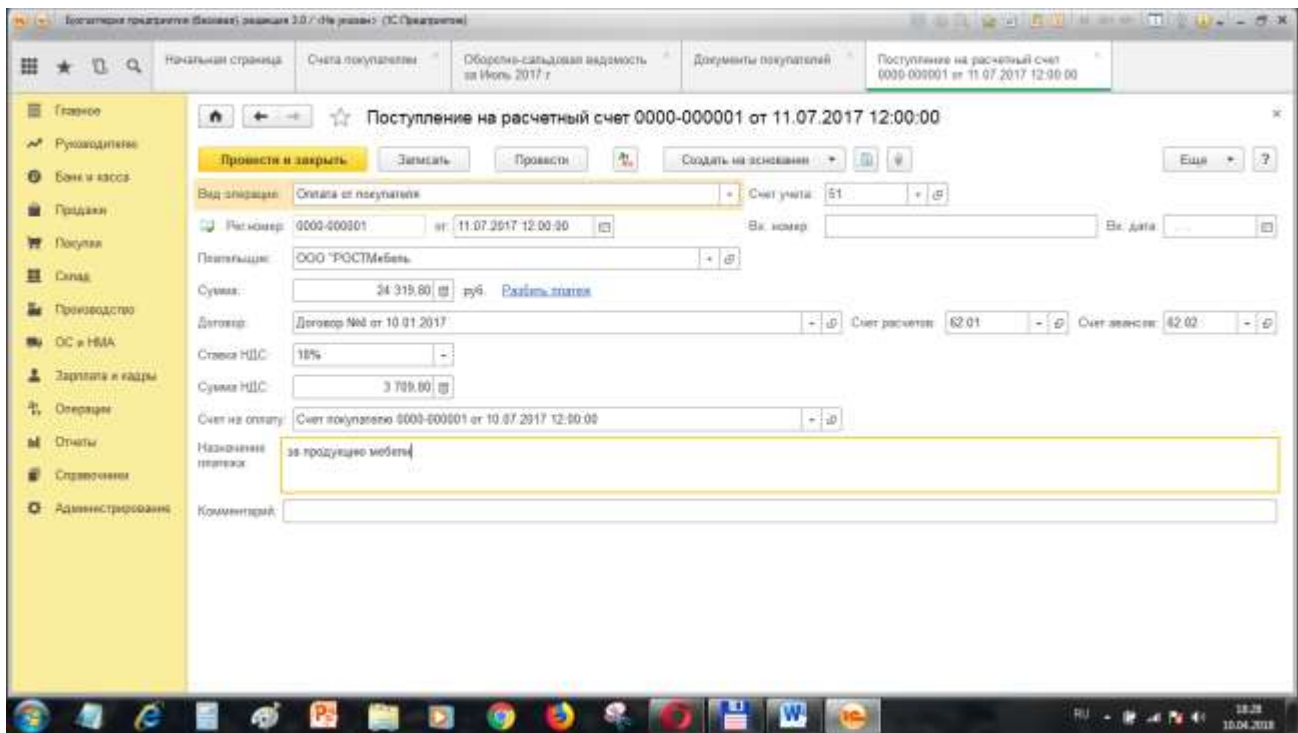 Бухгалтерия предприятия (базовая), редакция 3.0 / <Не указан> (1С:Предприятие)
Начальная страница
Счета покупателям
Оборотно-сальдовая ведомость
за Июль 2017 г
Документы покупателей
Поступление на расчетный счет
0000-000001 от 11.07.2017 12:00:00
Главное
Руководителю
Банк и касса
Продажи
Покупки
Склад
Производство
ОС и НМА
Зарплата и кадры
Операции
Отчеты
Справочники
Администрирование
Поступление на расчетный счет 0000-000001 от 11.07.2017 12:00:00
Провести и закрыть
Записать
Провести
Создать на основании
Еще
?
Вид операции: Оплата от покупателя
Счет учета: 51
Рег.номер: 0000-000001 от: 11.07.2017 12:00:00
Вх. номер:
Вх. дата:
Плательщик: ООО "РОСТМебель
Сумма: 24 319,80 руб. Разбить платеж
Договор: Договор №4 от 10.01.2017 Счет расчетов: 62.01 Счет авансов: 62.02
Ставка НДС: 18%
Сумма НДС: 3 709,80
Счет на оплату: Счет покупателю 0000-000001 от 10.07.2017 12:00:00
Назначение
платежа:
за продукцию мебели
Комментарий:
RU
18:28
10.04.2018